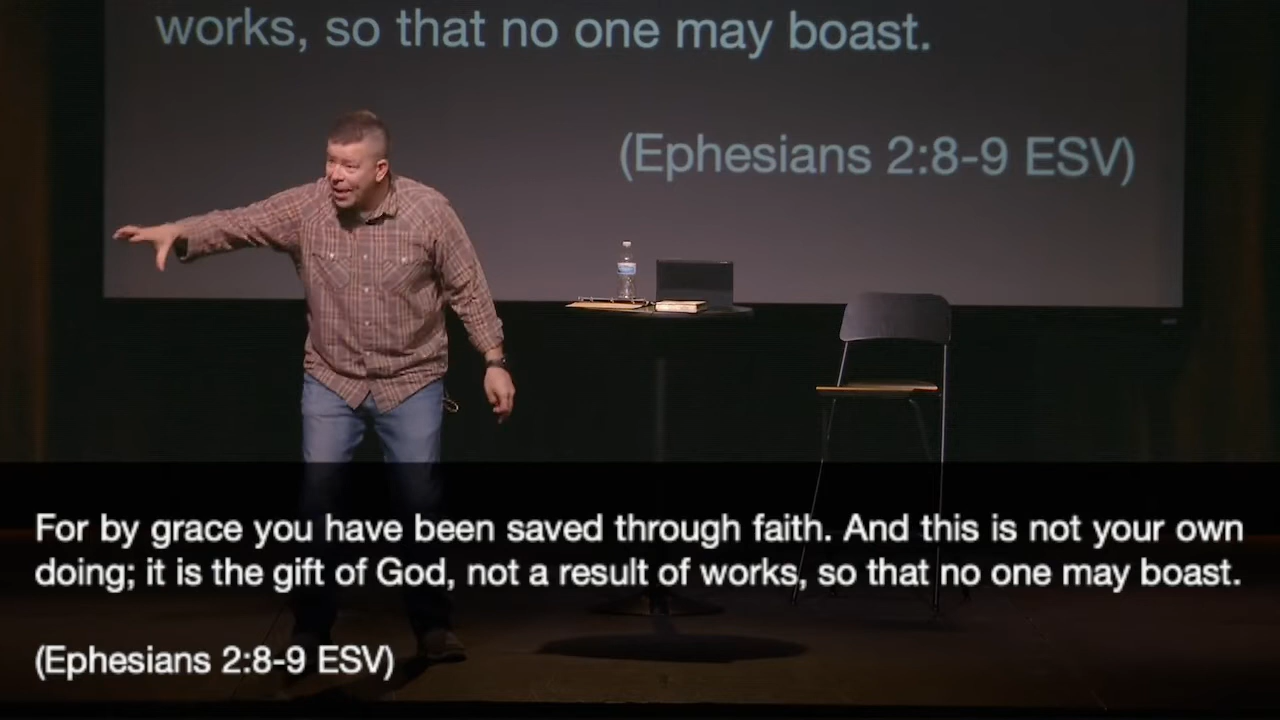 works, so that no one may boast.
(Ephesians 2:8-9 ESV)
For by grace you have been saved through faith. And this is not your own
doing; it is the gift of God, not a result of works, so that no one may boast.
(Ephesians 2:8-9 ESV)